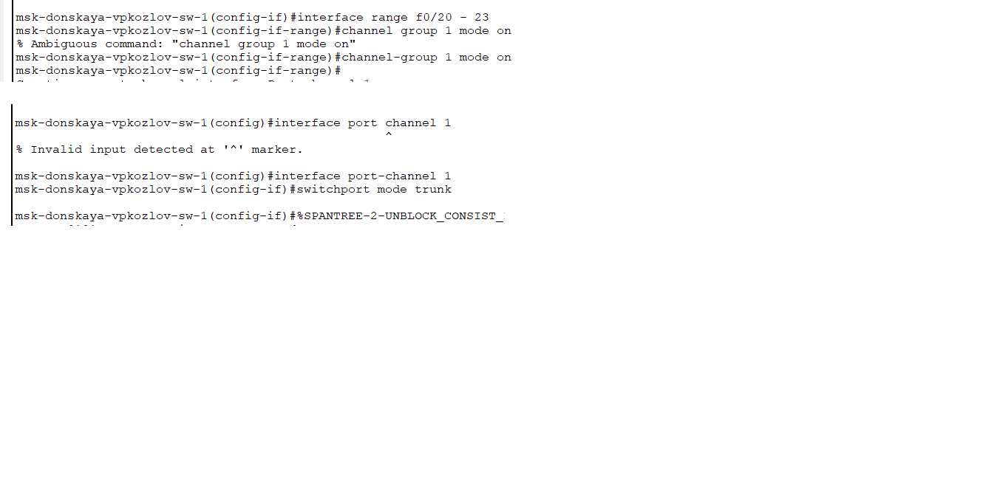 msk-donskaya-vpkozlov-sw-1(config-if)#interface range f0/20 - 23
msk-donskaya-vpkozlov-sw-1(config-if-range)#channel group 1 mode on
% Ambiguous command: "channel group 1 mode on"
msk-donskaya-vpkozlov-sw-1(config-if-range)#channel-group 1 mode on
msk-donskaya-vpkozlov-sw-1(config-if-range)#
msk-donskaya-vpkozlov-sw-1(config)#interface port channel 1
^
% Invalid input detected at '^' marker.
msk-donskaya-vpkozlov-sw-1(config)#interface port-channel 1
msk-donskaya-vpkozlov-sw-1(config-if)#switchport mode trunk
msk-donskaya-vpkozlov-sw-1(config-if)#%SPANTREE-2-UNBLOCK_CONSIST_